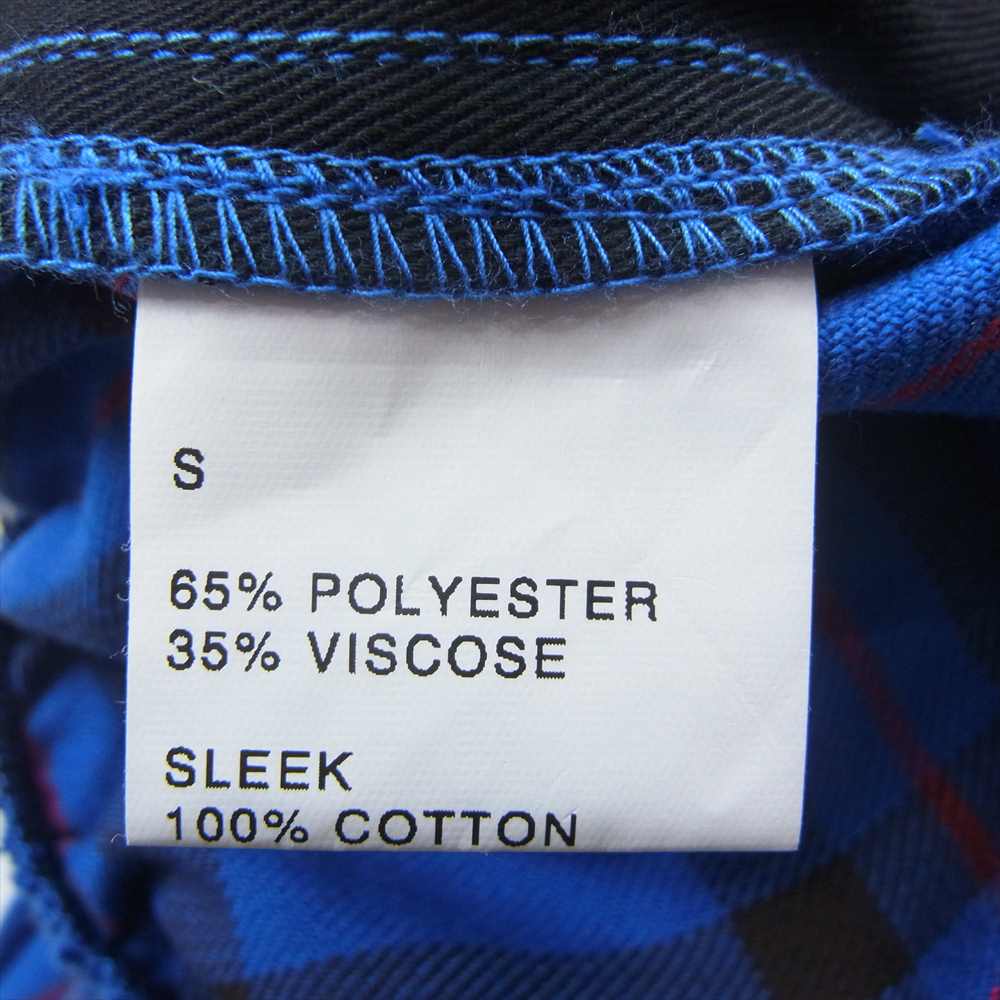 S
65% POLYESTER
35% VISCOSE
SLEEK
100% COTTON